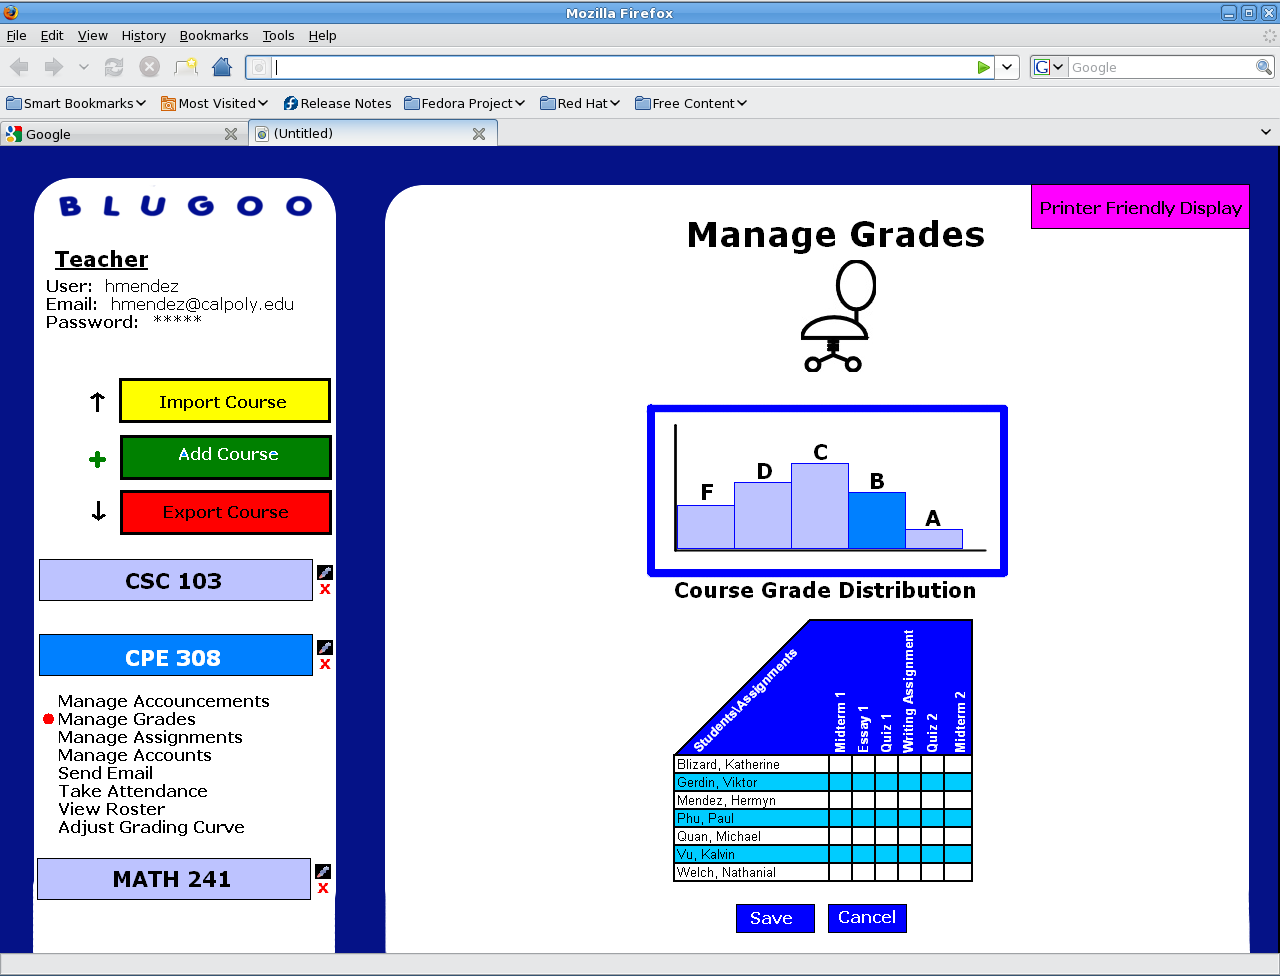 Mozilla Firefox
File Edit View History Bookmarks Tools Help
G Google
Smart Bookmarks Most Visited Release Notes Fedora Project Red Hat Free Content
Google (Untitled)
BLUGOO
Printer Friendly Display
Manage Grades
Teacher
User: hmendez
Email: hmendez@calpoly.edu
Password: *****
Import Course
Add Course
Export Course
CSC 103
X
CPE 308
X
Manage Accouncements
Manage Grades
Manage Assignments
Manage Accounts
Send Email
Take Attendance
View Roster
Adjust Grading Curve
MATH 241
X
F D C B A
Course Grade Distribution
Students\Assignments
Midterm 1
Essay 1
Quiz 1
Writing Assignment
Quiz 2
Midterm 2
Blizard, Katherine
Gerdin, Viktor
Mendez, Hermyn
Phu, Paul
Quan, Michael
Vu, Kalvin
Welch, Nathanial
Save Cancel